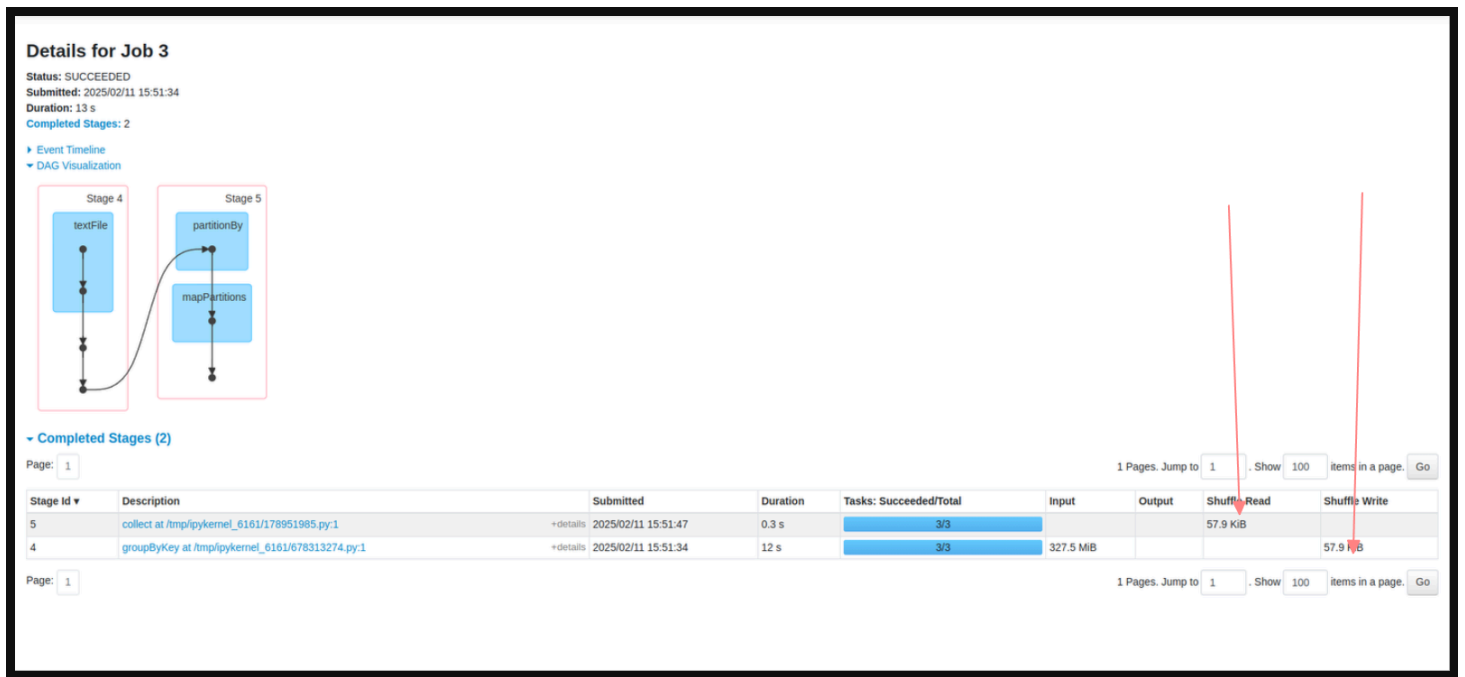 Details for Job 3
Status: SUCCEEDED
Submitted: 2025/02/11 15:51:34
Duration: 13 s
Completed Stages: 2
Event Timeline
DAG Visualization
Stage 4 Stage 5
textFile partitionBy
mapPartitions
Completed Stages (2)
Page: 1 1 Pages. Jump to 1 . Show 100 items in a page. Go
Stage Id ▾ Description Submitted Duration Tasks: Succeeded/Total Input Output Shuffle Read Shuffle Write
5 collect at /tmp/ipykernel_6161/178951985.py:1 +details 2025/02/11 15:51:47 0.3 s 3/3 57.9 KiB
4 groupByKey at /tmp/ipykernel_6161/678313274.py:1 +details 2025/02/11 15:51:34 12 s 3/3 327.5 MiB 57.9 KiB
Page: 1 1 Pages. Jump to 1 . Show 100 items in a page. Go